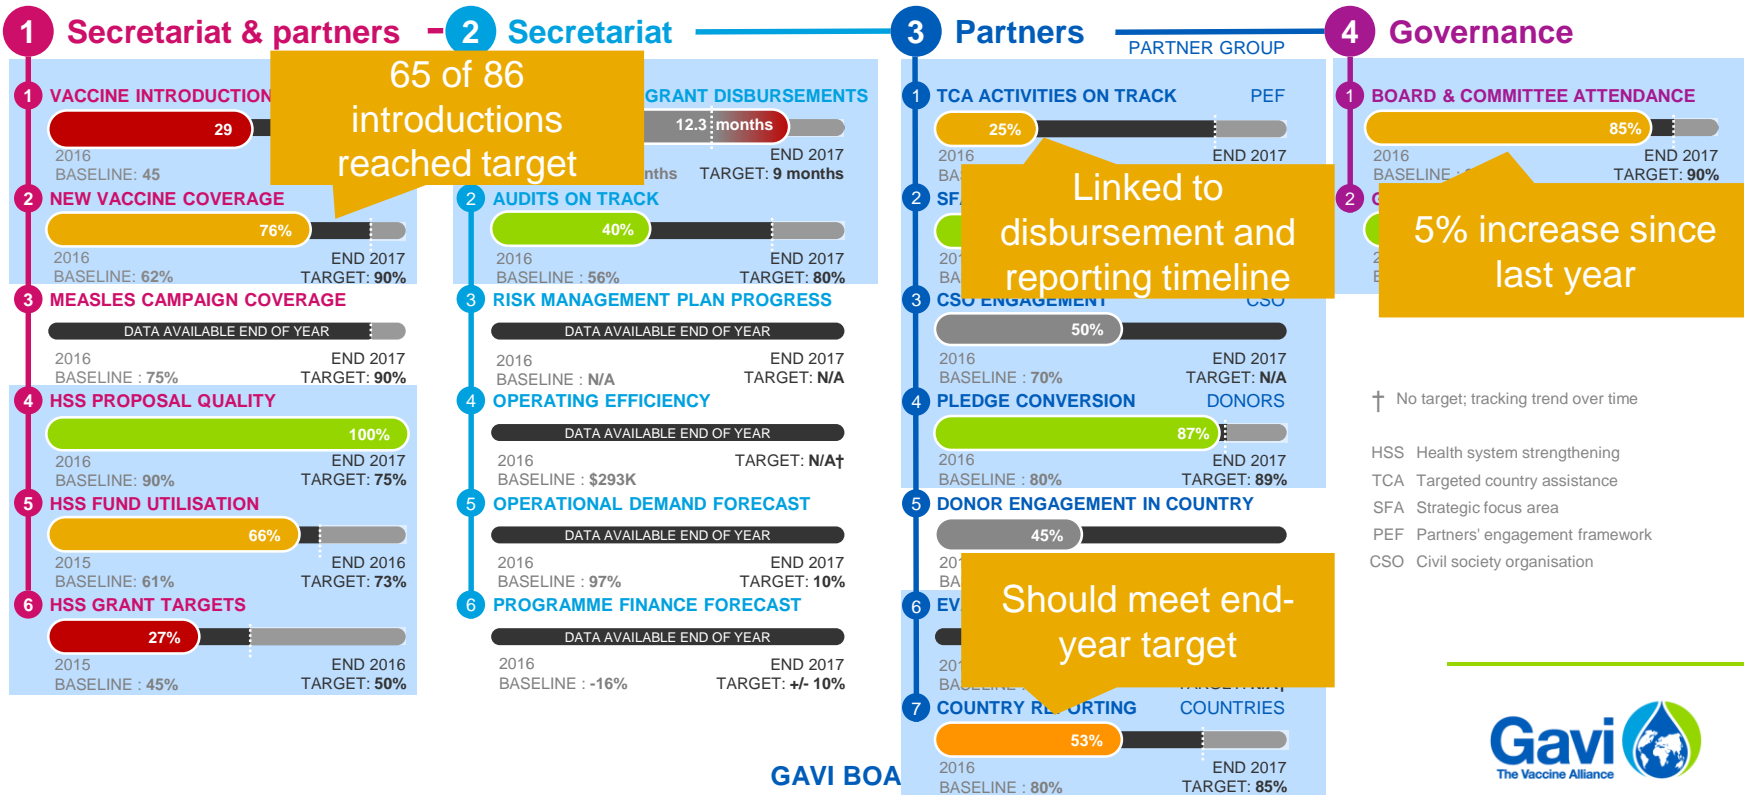 1 Secretariat & partners
2 Secretariat
3 Partners
PARTNER GROUP
4 Governance
1 VACCINE INTRODUCTION
29
2016
BASELINE: 45
65 of 86
introductions
reached target
2 NEW VACCINE COVERAGE
76%
2016 END 2017
BASELINE: 62% TARGET: 90%
3 MEASLES CAMPAIGN COVERAGE
DATA AVAILABLE END OF YEAR
2016 END 2017
BASELINE : 75% TARGET: 90%
4 HSS PROPOSAL QUALITY
100%
2016 END 2017
BASELINE: 90% TARGET: 75%
5 HSS FUND UTILISATION
66%
2015 END 2016
BASELINE: 61% TARGET: 73%
6 HSS GRANT TARGETS
27%
2015 END 2016
BASELINE : 45% TARGET: 50%
GRANT DISBURSEMENTS
12.3 months
END 2017
TARGET: 9 months
2 AUDITS ON TRACK
40%
2016 END 2017
BASELINE : 56% TARGET: 80%
3 RISK MANAGEMENT PLAN PROGRESS
DATA AVAILABLE END OF YEAR
2016 END 2017
BASELINE : N/A TARGET: N/A
4 OPERATING EFFICIENCY
DATA AVAILABLE END OF YEAR
2016 TARGET: N/A†
BASELINE : $293K
5 OPERATIONAL DEMAND FORECAST
DATA AVAILABLE END OF YEAR
2016 END 2017
BASELINE : 97% TARGET: 10%
6 PROGRAMME FINANCE FORECAST
DATA AVAILABLE END OF YEAR
2016 END 2017
BASELINE : -16% TARGET: +/- 10%
1 TCA ACTIVITIES ON TRACK PEF
25%
2016 END 2017
Linked to
disbursement and
reporting timeline
2
3 CSO ENGAGEMENT CSO
50%
2016 END 2017
BASELINE : 70% TARGET: N/A
4 PLEDGE CONVERSION DONORS
87%
2016 END 2017
BASELINE : 80% TARGET: 89%
5 DONOR ENGAGEMENT IN COUNTRY
45%
Should meet end-
year target
6
7 COUNTRY REPORTING COUNTRIES
53%
2016 END 2017
BASELINE : 80% TARGET: 85%
1 BOARD & COMMITTEE ATTENDANCE
85%
2016 END 2017
BASELINE TARGET: 90%
2
5% increase since
last year
† No target; tracking trend over time
HSS Health system strengthening
TCA Targeted country assistance
SFA Strategic focus area
PEF Partners' engagement framework
CSO Civil society organisation
GAVI
Gavi
The Vaccine Alliance